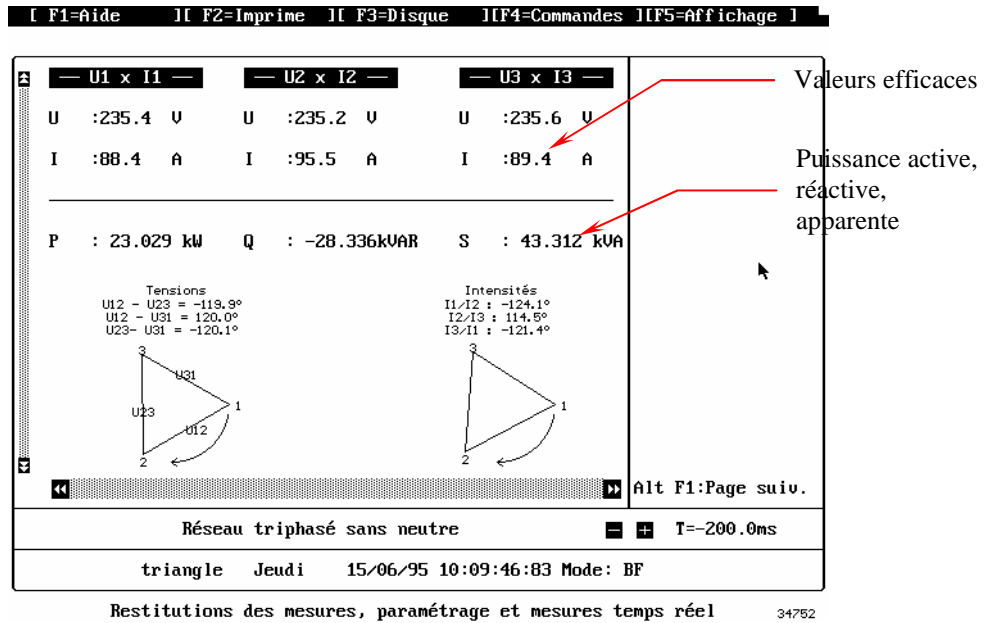 [ F1=Aide ][ F2=Imprime ][ F3=Disque ][F4=Commandes ][F5=Affichage ]
— U1 x I1 — — U2 x I2 — — U3 x I3 —
Valeurs efficaces
U :235.4 V U :235.2 V U :235.6 V
I :88.4 A I :95.5 A I :89.4 A
Puissance active,
réactive,
apparente
P : 23.029 kW Q : -28.336kVAR S : 43.312 kVA
Tensions
U12 - U23 = -119.9°
U12 - U31 = 120.0°
U23- U31 = -120.1°
Intensités
I1/I2 : -124.1°
I2/I3 : 114.5°
I3/I1 : -121.4°
3
U31
U23
1
U12
2
3
1
2
Alt F1:Page suiv.
Réseau triphasé sans neutre - + T=-200.0ms
triangle Jeudi 15/06/95 10:09:46:83 Mode: BF
Restitutions des mesures, paramétrage et mesures temps réel 34752